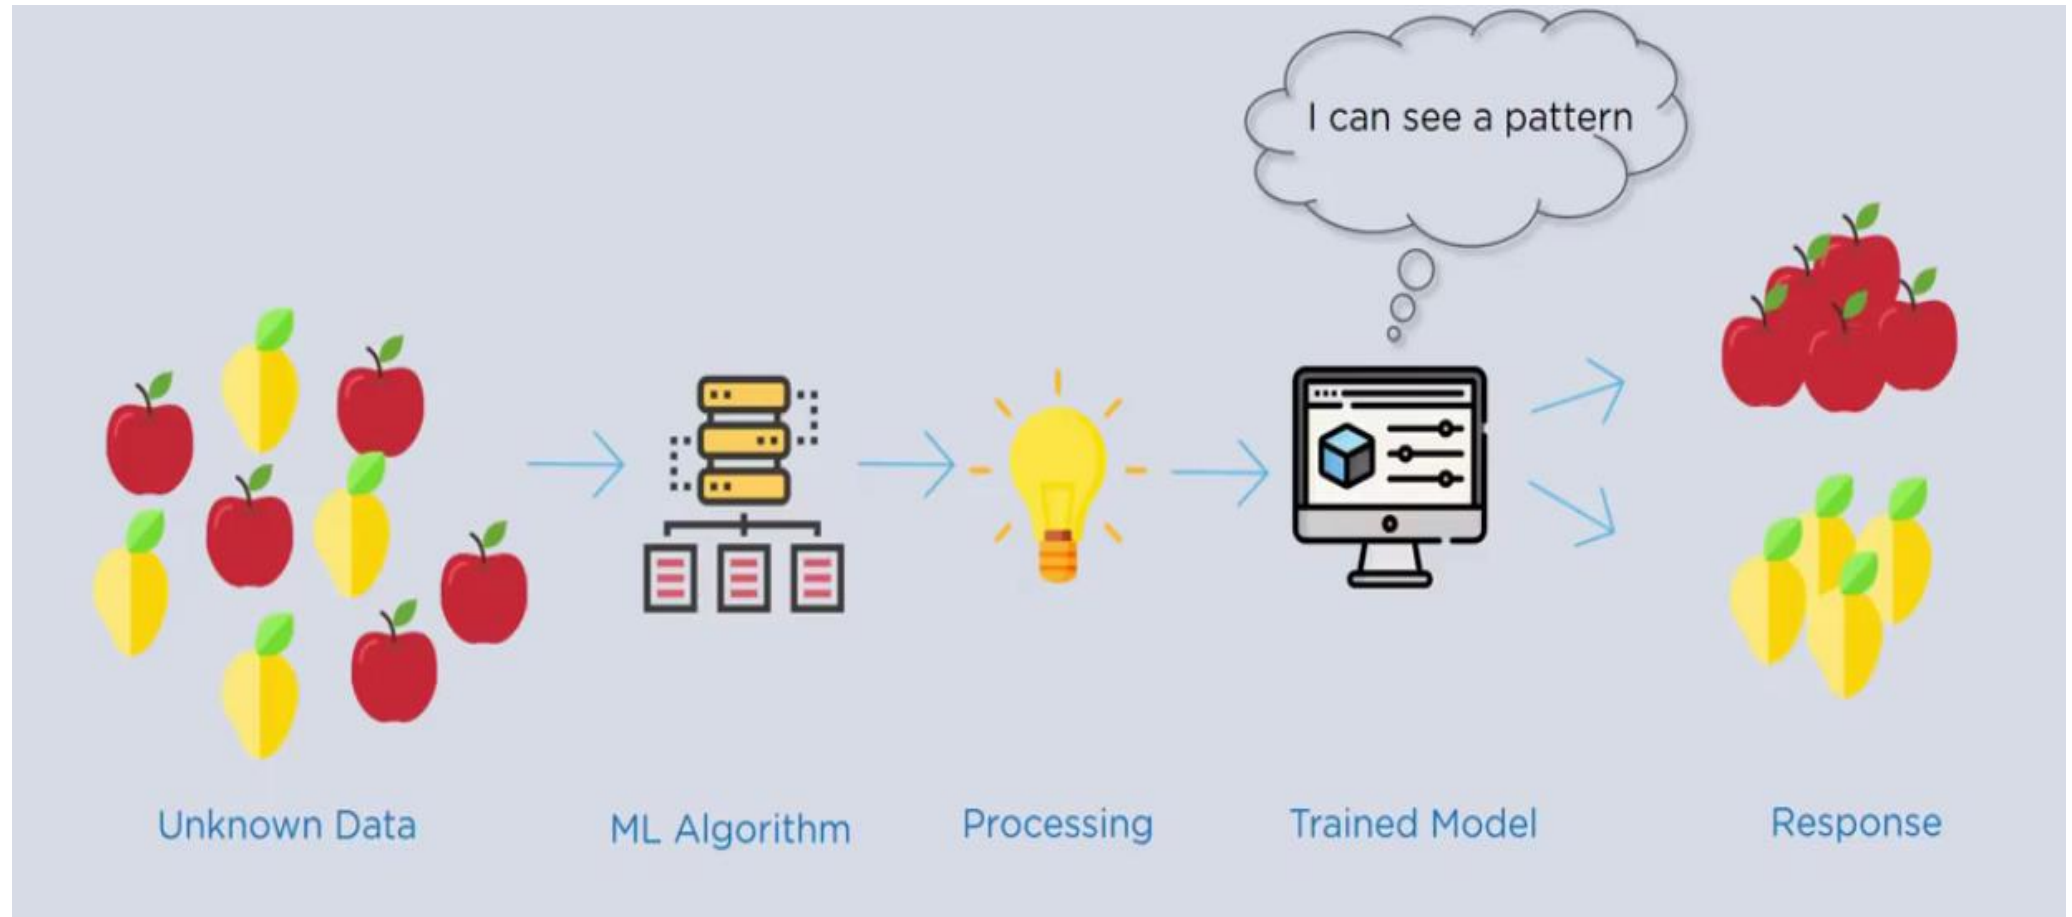 I can see a pattern
Unknown Data
ML Algorithm
Processing
Trained Model
Response